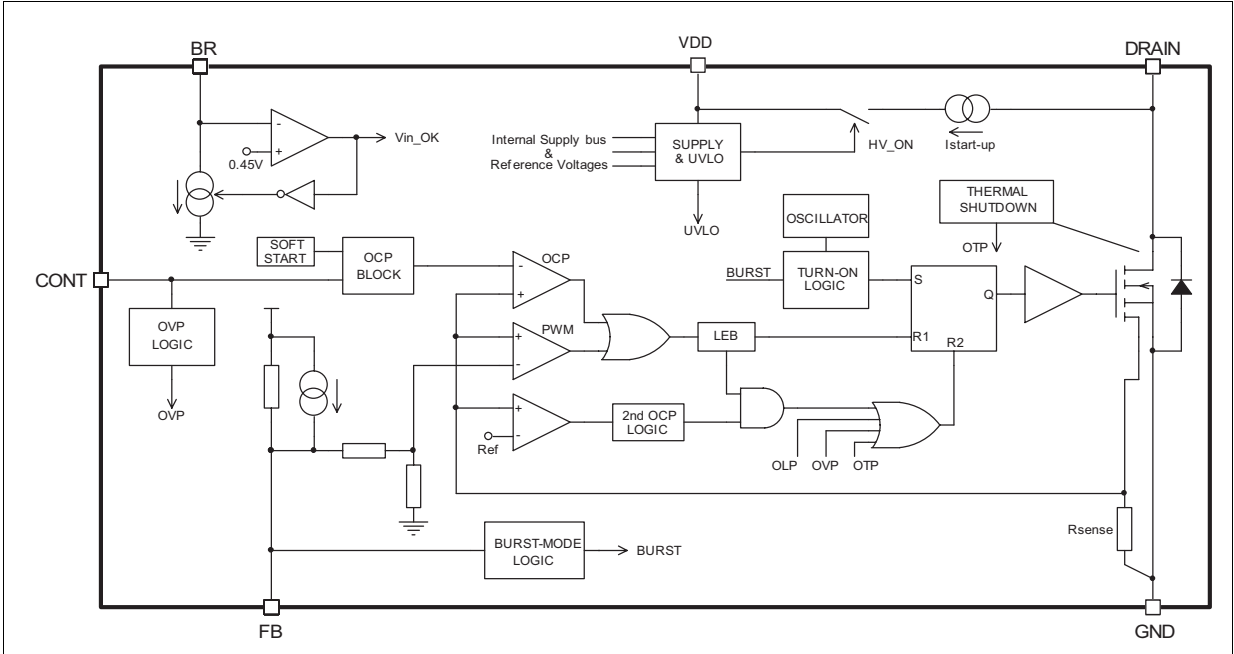 BR
VDD
DRAIN
-
+
0.45V
Vin_OK
Internal Supply bus
&
Reference Voltages
SUPPLY
& UVLO
HV_ON
Istart-up
UVLO
THERMAL
SHUTDOWN
OTP
OSCILLATOR
BURST
TURN-ON
LOGIC
SOFT
START
OCP
BLOCK
CONT
OVP
LOGIC
OVP
-
+
OCP
+
-
PWM
+
-
Ref
LEB
2nd OCP
LOGIC
S
Q
R1
R2
OLP
OVP
OTP
Rsense
BURST-MODE
LOGIC
BURST
FB
GND